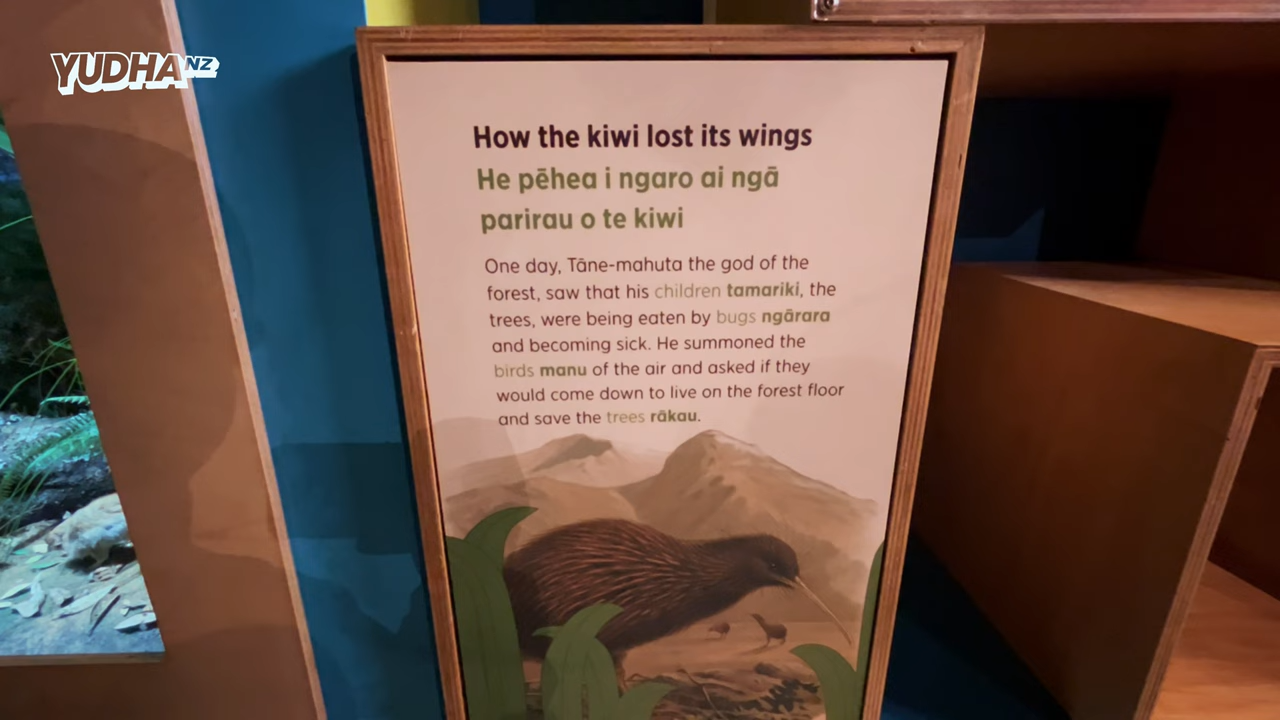 YUDHA NZ
How the kiwi lost its wings
He pēhea i ngaro ai ngā
parirau o te kiwi
One day, Tāne-mahuta the god of the
forest, saw that his children tamariki, the
trees, were being eaten by bugs ngārara
and becoming sick. He summoned the
birds manu of the air and asked if they
would come down to live on the forest floor
and save the trees rākau.